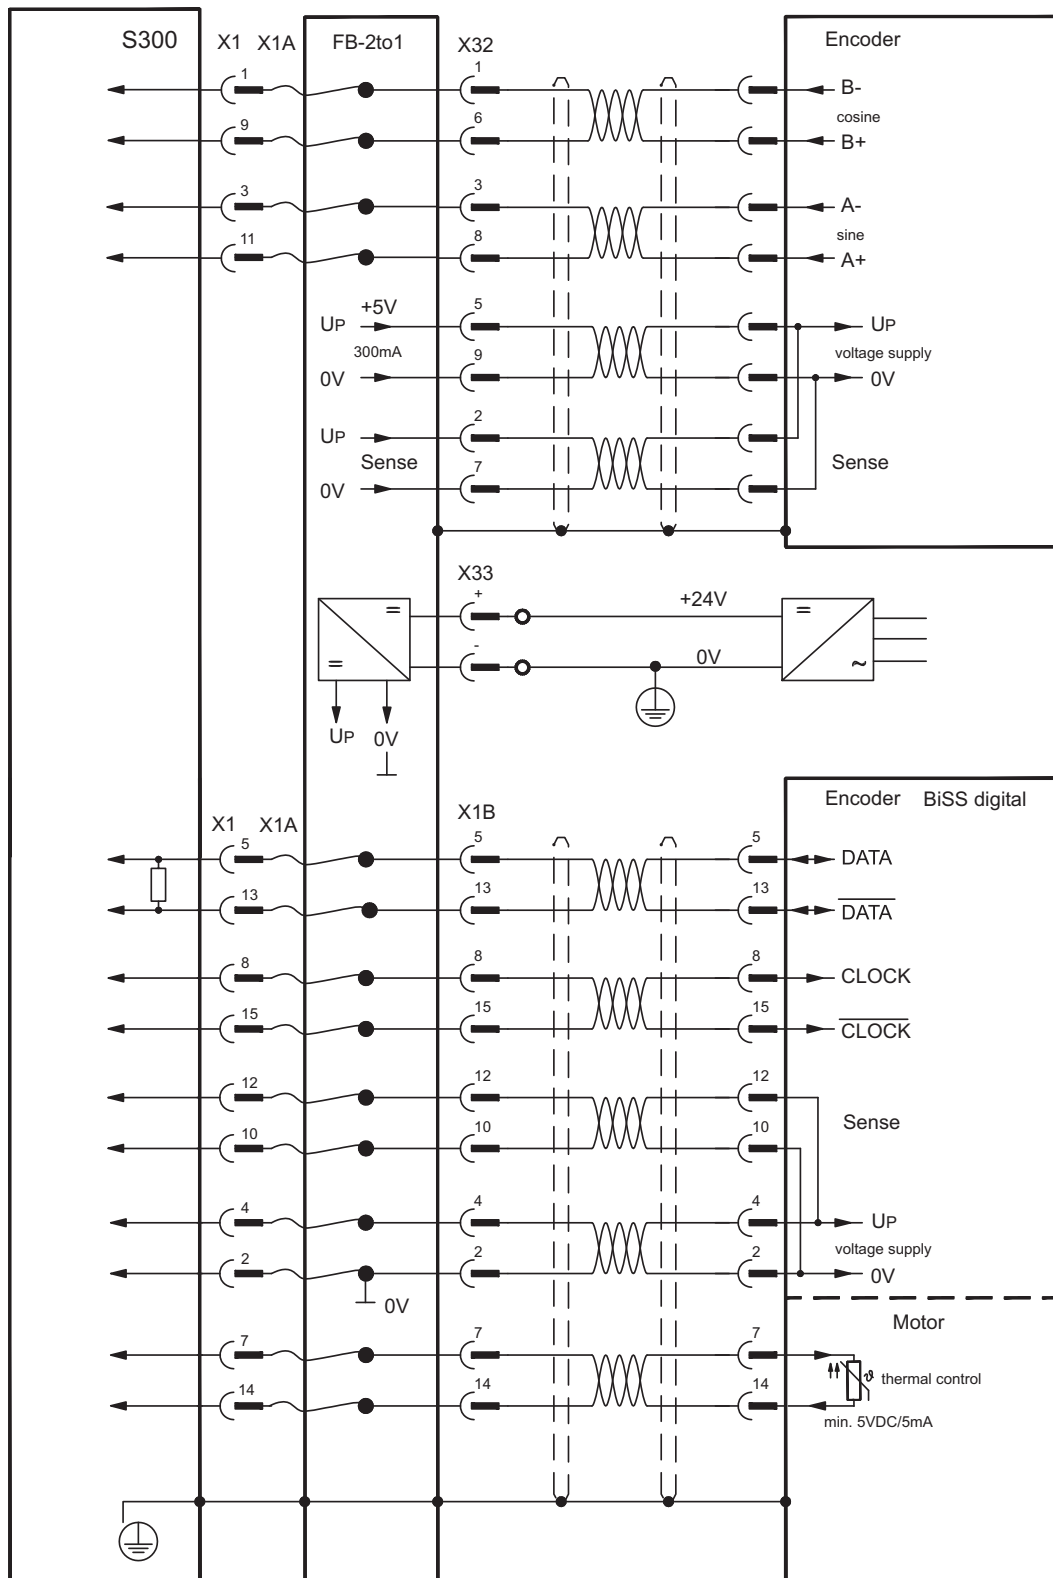 S300 X1 X1A FB-2to1 X32 Encoder
1 1 B-
cosine
9 6 B+
3 3 A-
sine
11 8 A+
+5V 5
UP UP
300mA 9 voltage supply
0V 0V
2
UP
Sense 7 Sense
0V
X33
+ +24V
=
=
- 0V
=
~
UP 0V
Encoder BiSS digital
X1 X1A X1B
5 5 5 DATA
13 13 13 DATA
8 8 8 CLOCK
15 15 15 CLOCK
12 12 12
Sense
10 10 10
4 4 4 UP
voltage supply
2 2 2 0V
0V
Motor
7 7 7
ϑ thermal control
14 14 14
min. 5VDC/5mA